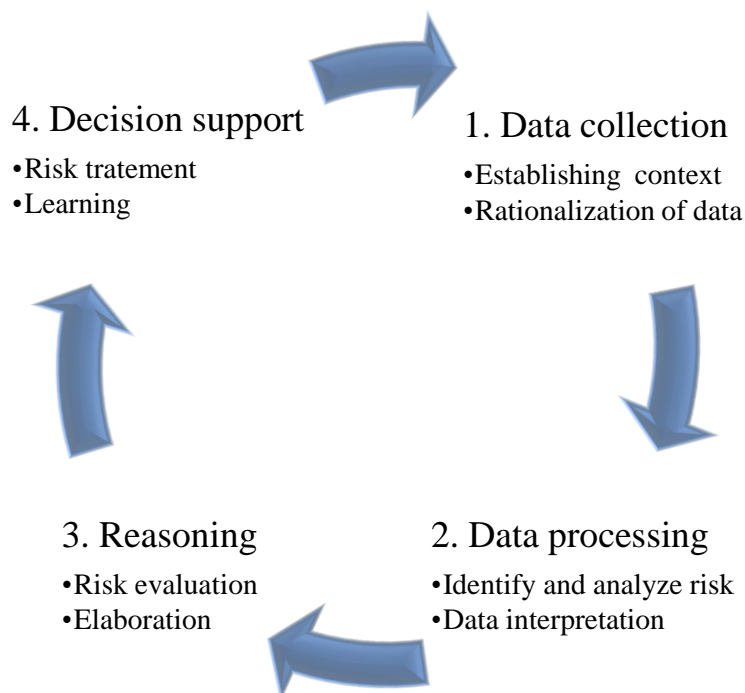 4. Decision support
•Risk tratement
•Learning
1. Data collection
•Establishing context
•Rationalization of data
3. Reasoning
•Risk evaluation
•Elaboration
2. Data processing
•Identify and analyze risk
•Data interpretation